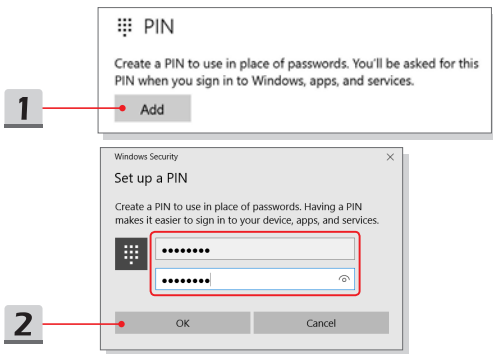 PIN
Create a PIN to use in place of passwords. You'll be asked for this
PIN when you sign in to Windows, apps, and services.
1
Add
Windows Security
Set up a PIN
Create a PIN to use in place of passwords. Having a PIN
makes it easier to sign in to your device, apps, and services.
••••••••
••••••••
2
OK Cancel